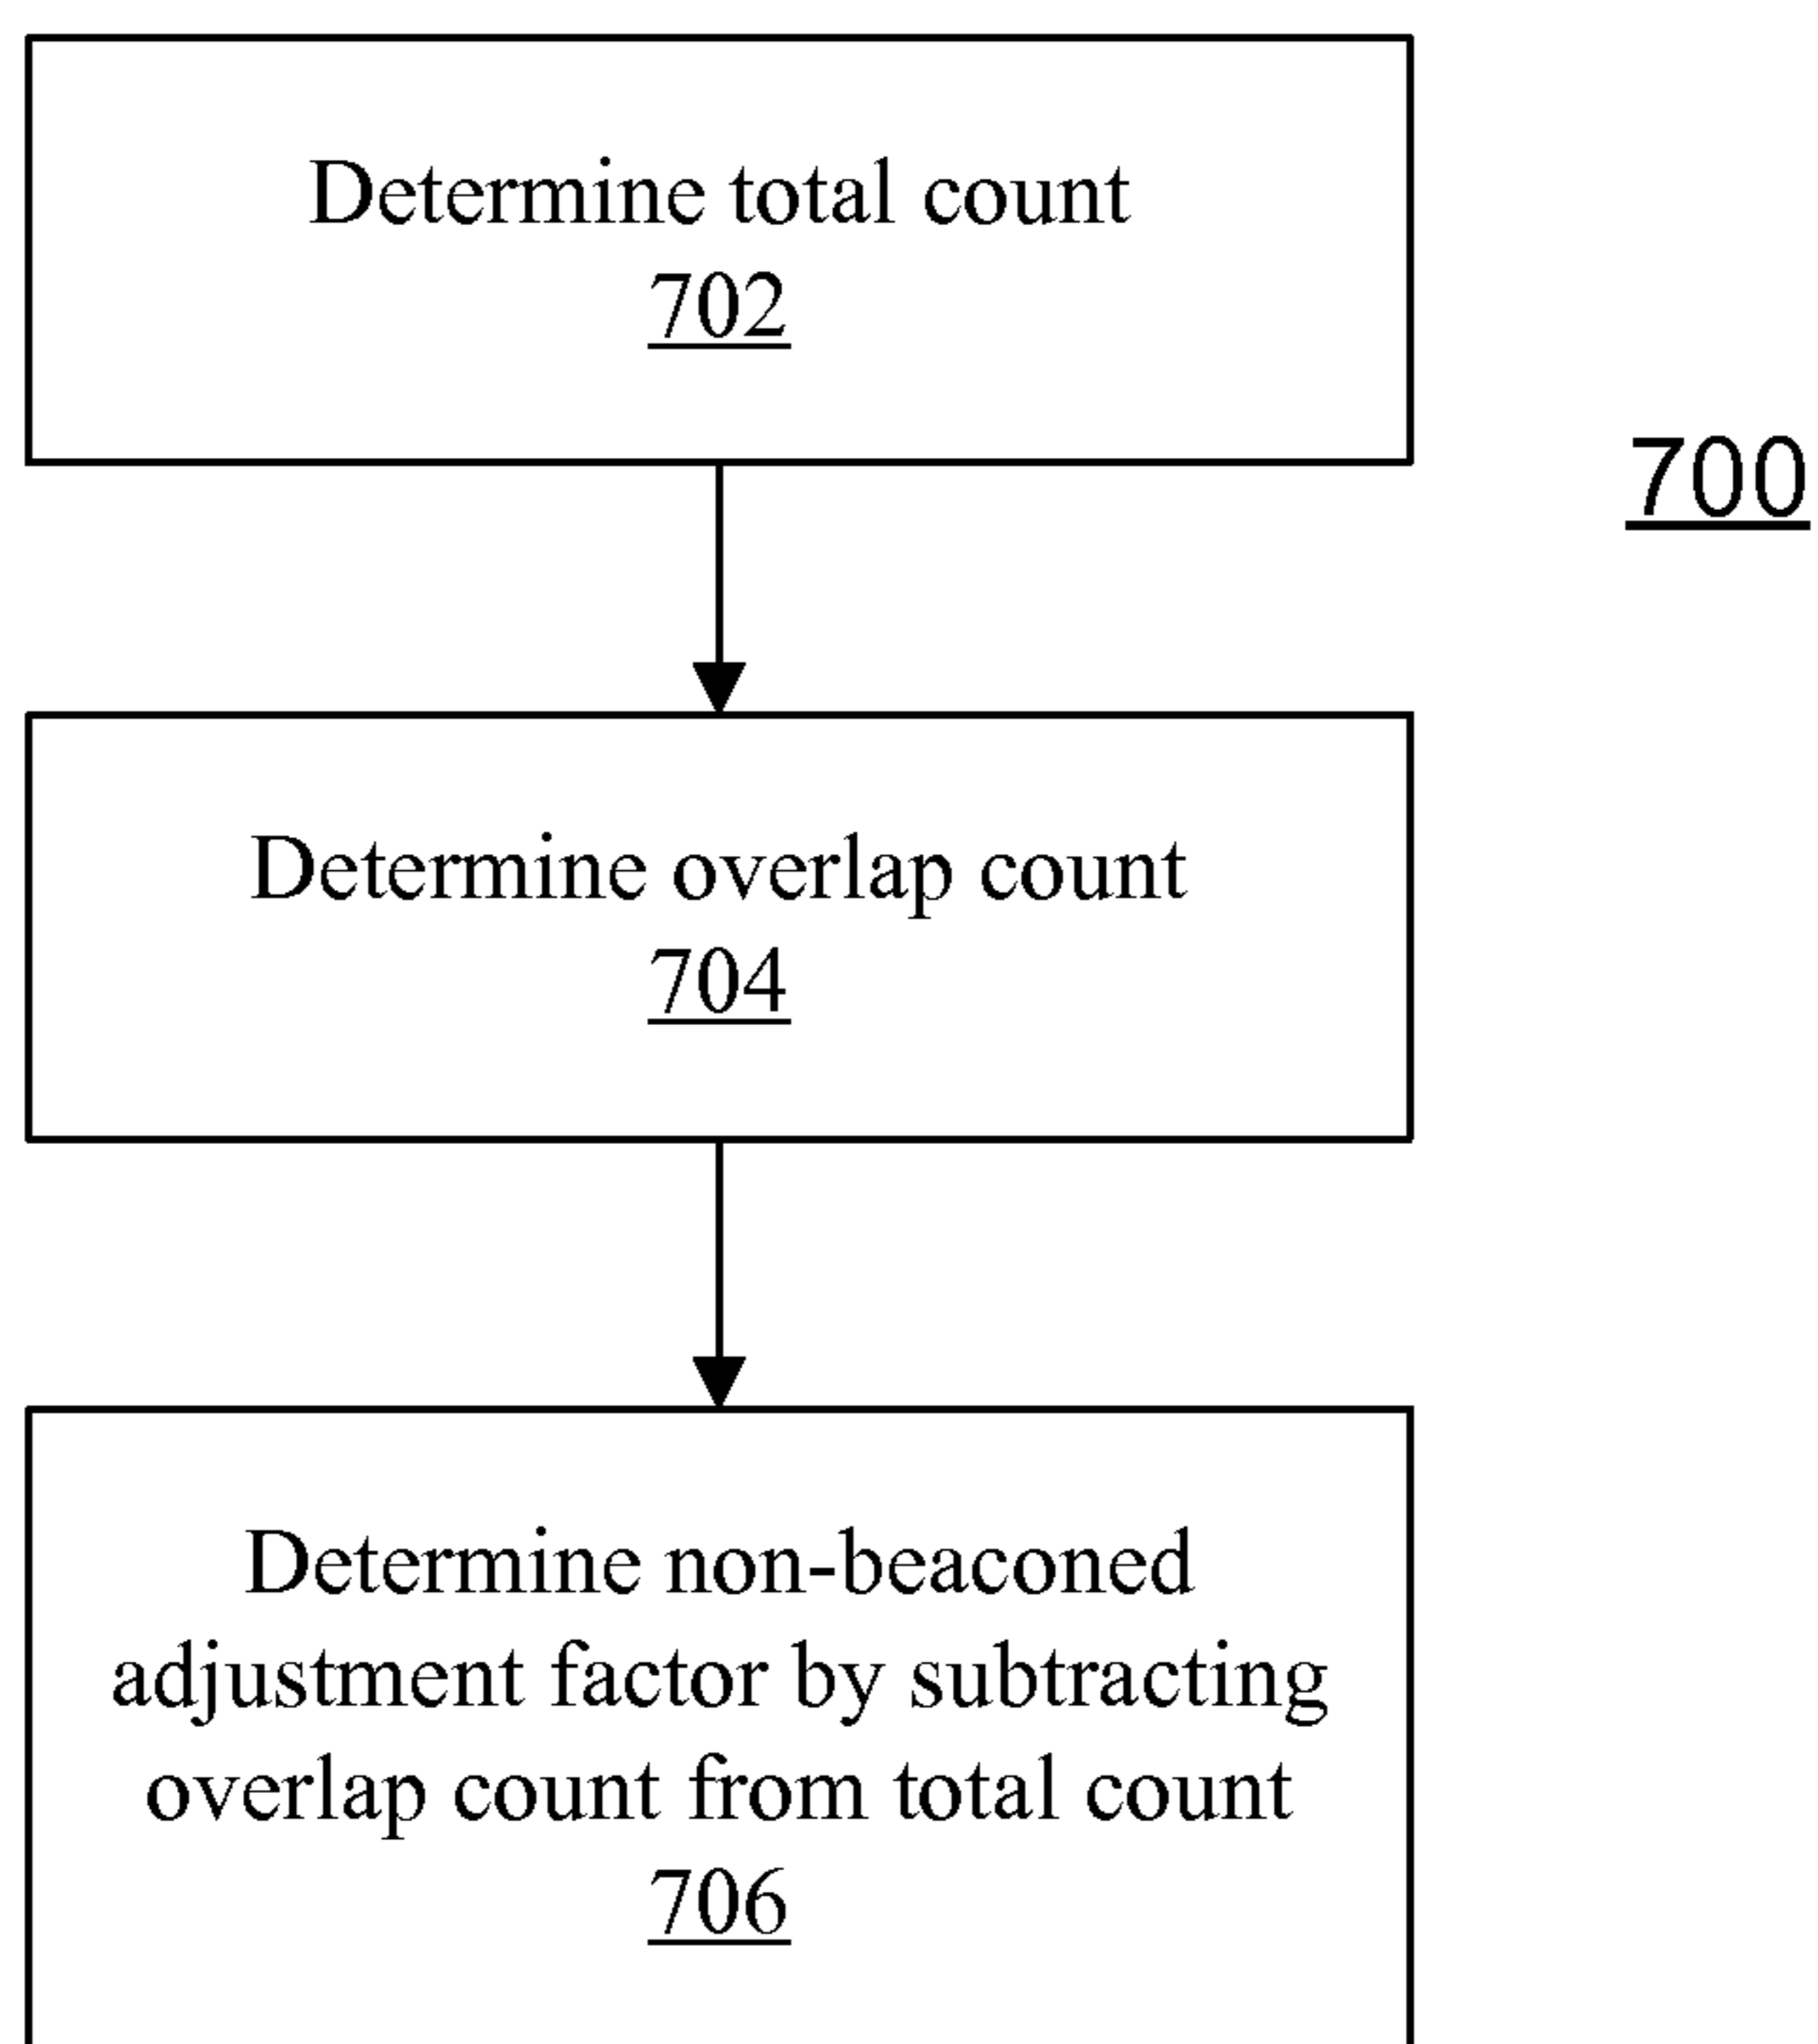 Determine total count
702
700
Determine overlap count
704
Determine non-beaconed
adjustment factor by subtracting
overlap count from total count
706